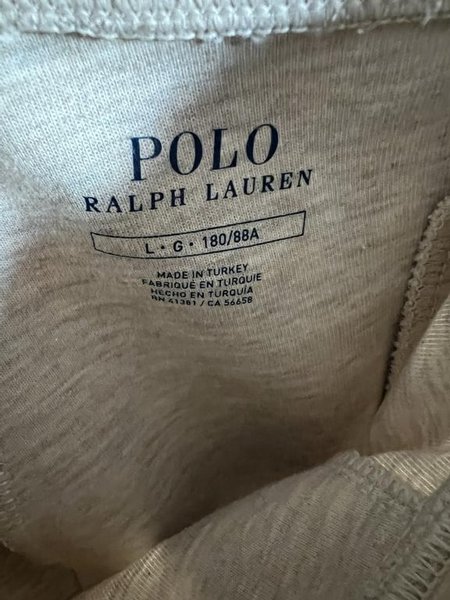 POLO
RALPH LAUREN
L • G • 180/88A
MADE IN TURKEY
FABRIQUÉ EN TURQUIE
HECHO EN TURQUÍA
RN 41381 / CA 56658